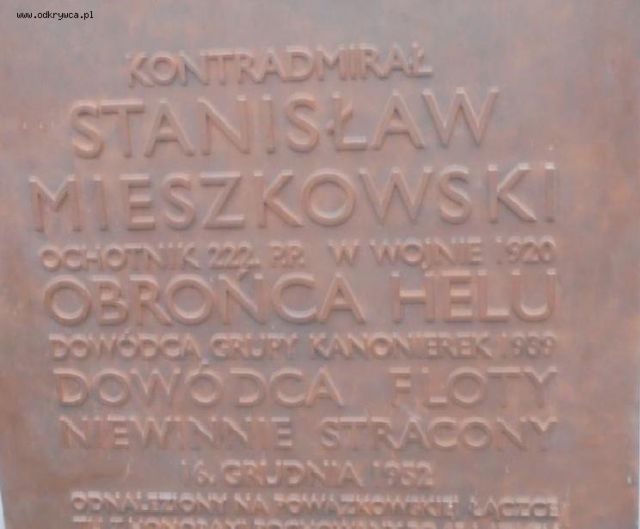 www.odkrywca.pl
KONTRADMIRAŁ
STANISŁAW
MIESZKOWSKI
OCHOTNIK 222. PP. W WOJNIE 1920
OBROŃCA HELU
DOWÓDCA GRUPY KANONIEREK 1939
DOWÓDCA FLOTY
NIEWINNIE STRACONY
16. GRUDNIA 1952
ODNALEZIONY NA POWĄZKOWSKIEJ ŁĄCZCE